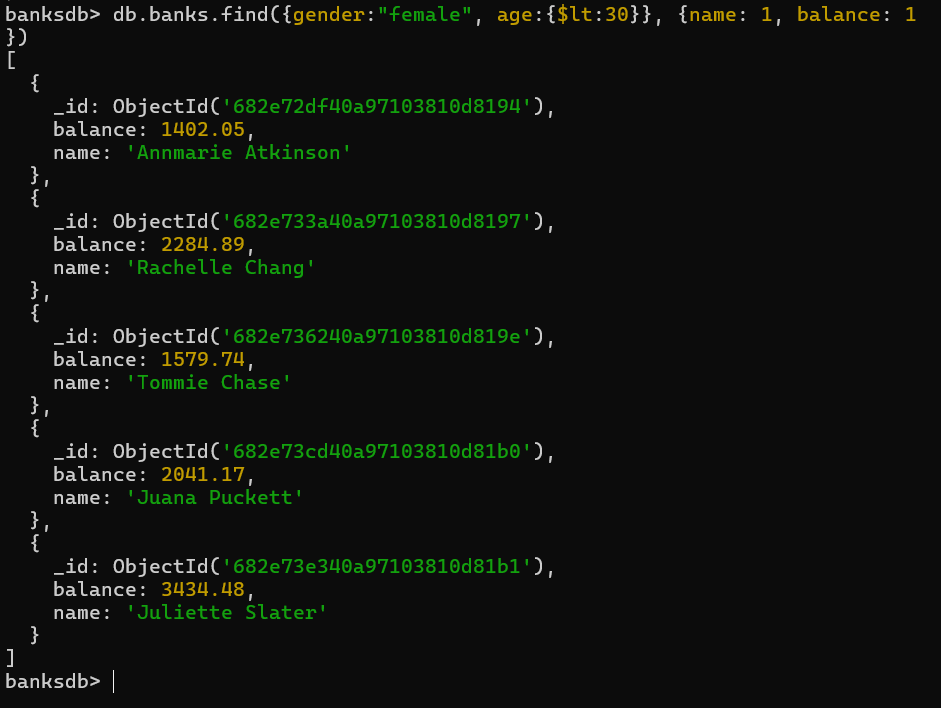 banksdb> db.banks.find({gender:"female", age:{$lt:30}}, {name: 1, balance: 1
})
[
  {
    _id: ObjectId('682e72df40a97103810d8194'),
    balance: 1402.05,
    name: 'Annmarie Atkinson'
  },
  {
    _id: ObjectId('682e733a40a97103810d8197'),
    balance: 2284.89,
    name: 'Rachelle Chang'
  },
  {
    _id: ObjectId('682e736240a97103810d819e'),
    balance: 1579.74,
    name: 'Tommie Chase'
  },
  {
    _id: ObjectId('682e73cd40a97103810d81b0'),
    balance: 2041.17,
    name: 'Juana Puckett'
  },
  {
    _id: ObjectId('682e73e340a97103810d81b1'),
    balance: 3434.48,
    name: 'Juliette Slater'
  }
]
banksdb>